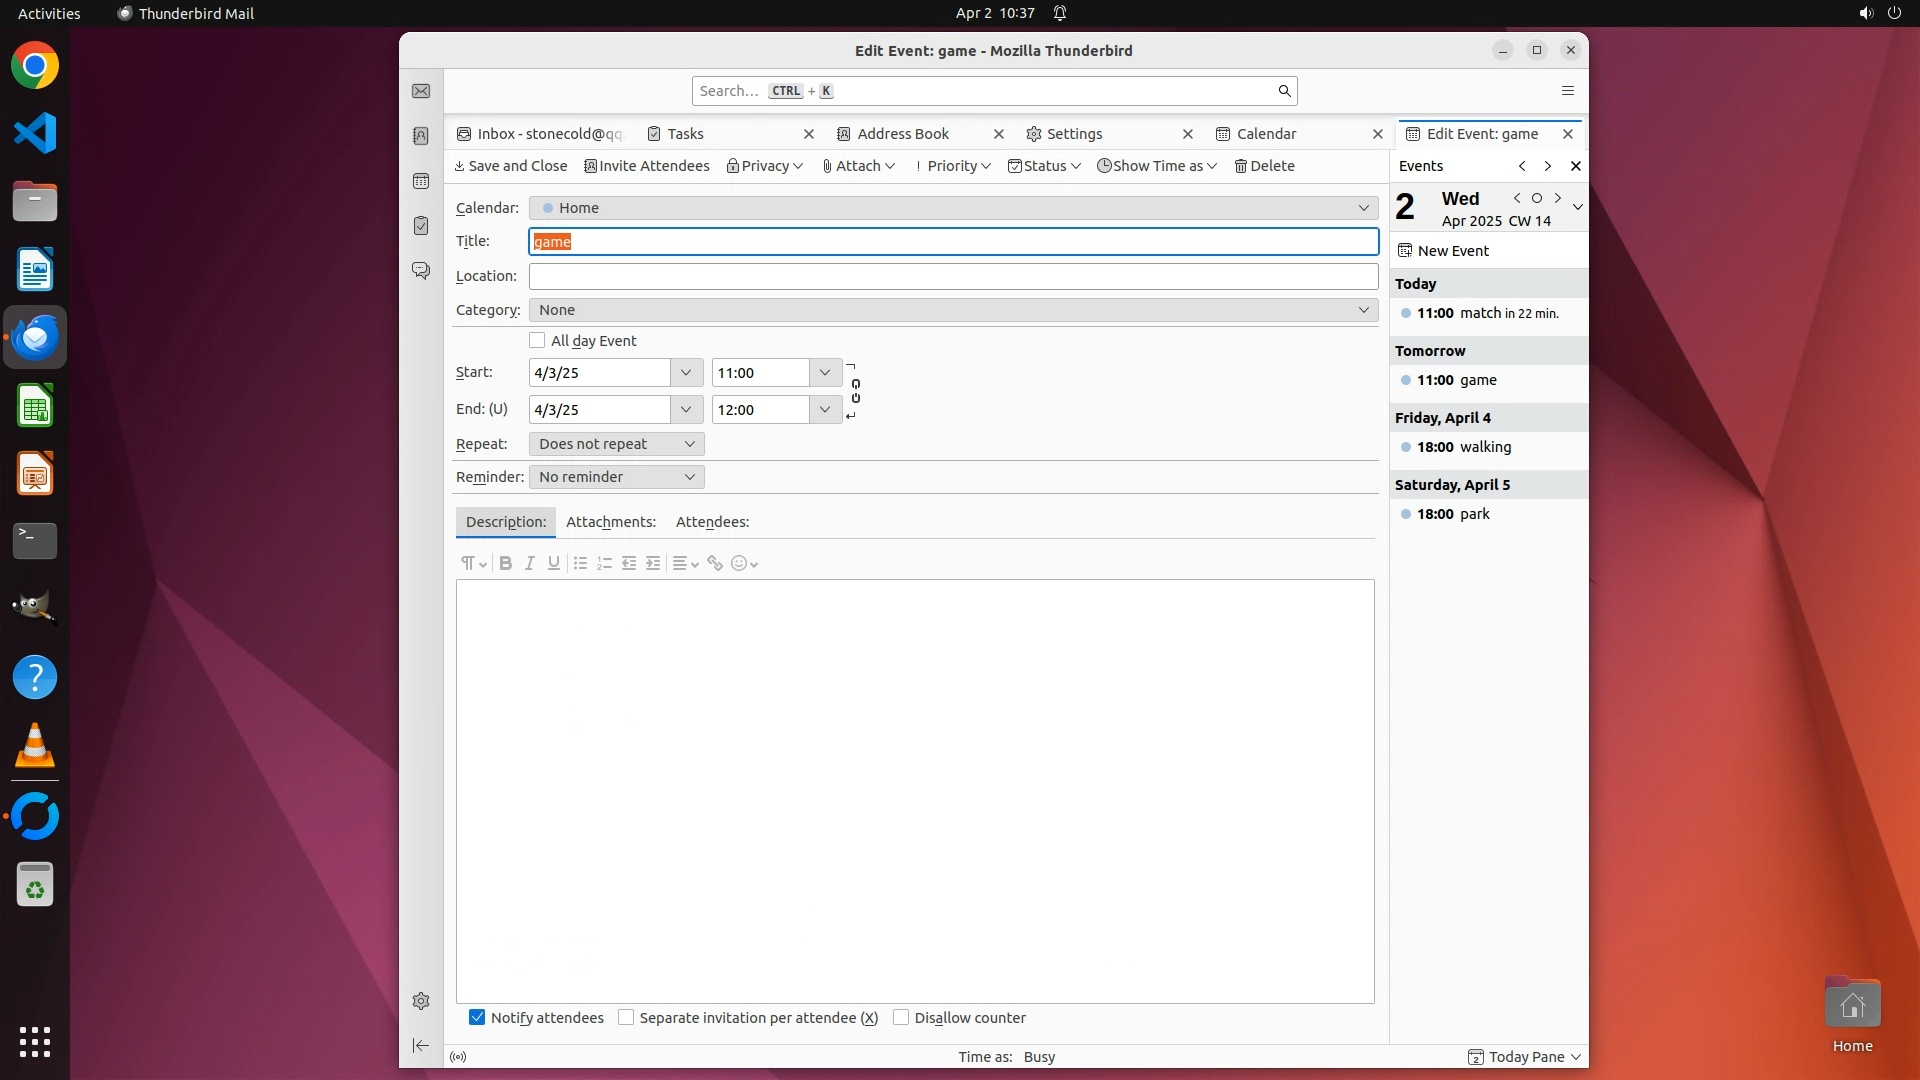 Activities Thunderbird Mail Apr 2 10:37
Edit Event: game - Mozilla Thunderbird
Search... CTRL + K
Inbox - stonecold@qq. Tasks Address Book Settings Calendar Edit Event: game
Save and Close Invite Attendees Privacy Attach Priority Status Show Time as Delete
Calendar: Home
Title: game
Location:
Category: None
All day Event
Start: 4/3/25 11:00
End: (U) 4/3/25 12:00
Repeat: Does not repeat
Reminder: No reminder
Description: Attachments: Attendees:
B I U
Notify attendees Separate invitation per attendee (X) Disallow counter
Time as: Busy
Events
2 Wed
Apr 2025 CW 14
New Event
Today
11:00 match in 22 min.
Tomorrow
11:00 game
Friday, April 4
18:00 walking
Saturday, April 5
18:00 park
2 Today Pane
Home